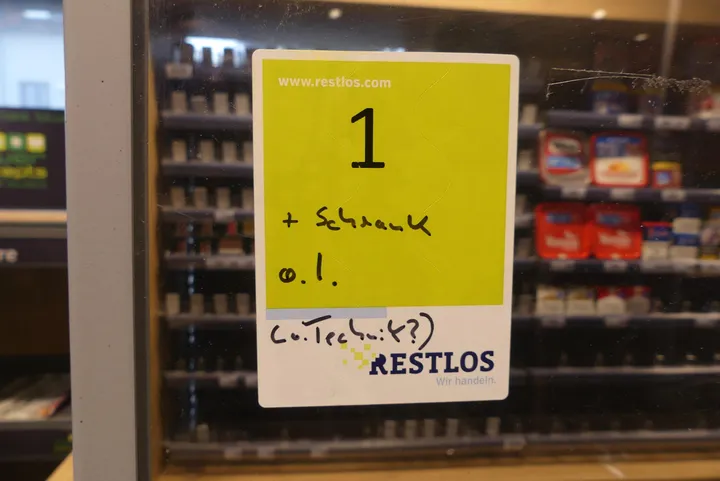 www.restlos.com
1
+ Schrank
o.l.
(o.Technik?)
RESTLOS
Wir handeln.